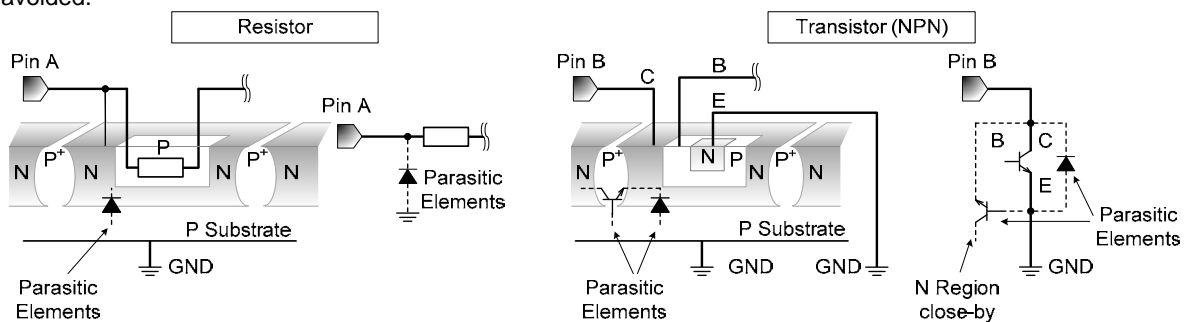 avoided.
Resistor
Transistor (NPN)
Pin A
Pin A
P
N P+ N N P+ N
Parasitic
Elements
P Substrate
GND
Parasitic
Elements
Pin B
C
B
E
N P+ N P N P+ N
P Substrate
GND
GND
Parasitic
Elements
Pin B
B C
E
Parasitic
Elements
GND
N Region
close-by